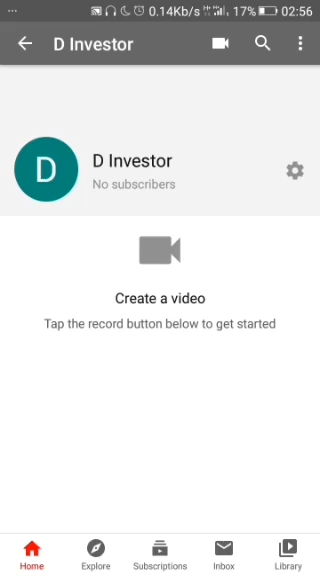 ... 0.14Kb/s 17% 02:56
D Investor
D
D Investor
No subscribers
Create a video
Tap the record button below to get started
Home Explore Subscriptions Inbox Library